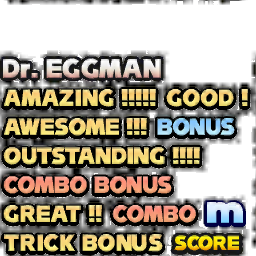 Dr. EGGMAN
AMAZING !!!!! GOOD !
AWESOME !!! BONUS
OUTSTANDING !!!!
COMBO BONUS
GREAT !! COMBO m
TRICK BONUS SCORE